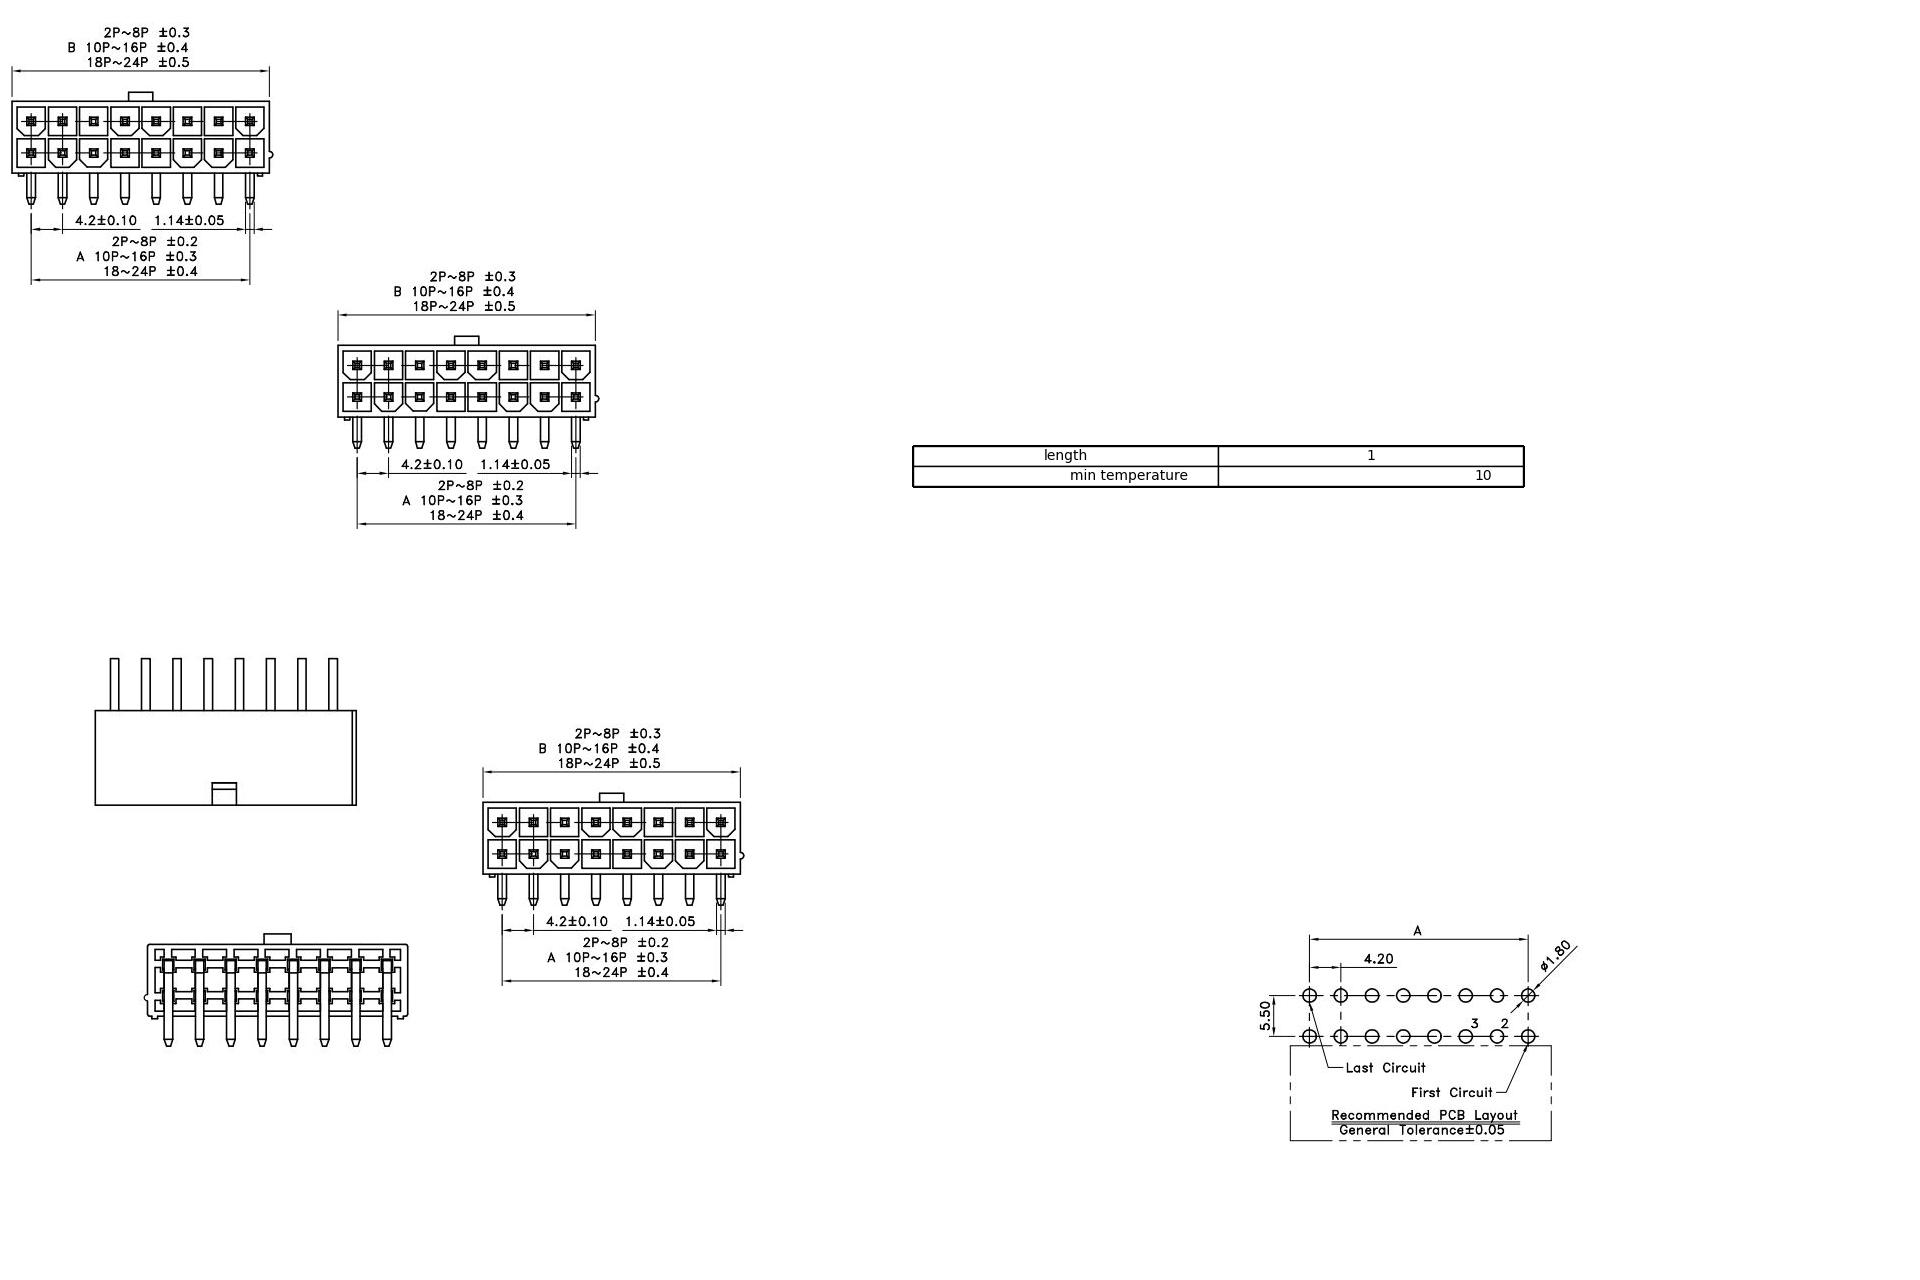 2P~8P ±0.3
B 10P~16P ±0.4
18P~24P ±0.5
4.2±0.10 1.14±0.05
2P~8P ±0.2
A 10P~16P ±0.3
18~24P ±0.4
2P~8P ±0.3
B 10P~16P ±0.4
18P~24P ±0.5
4.2±0.10 1.14±0.05
2P~8P ±0.2
A 10P~16P ±0.3
18~24P ±0.4
length 1
min temperature 10
2P~8P ±0.3
B 10P~16P ±0.4
18P~24P ±0.5
4.2±0.10 1.14±0.05
2P~8P ±0.2
A 10P~16P ±0.3
18~24P ±0.4
A
4.20
ø1.80
5.50
3 2
Last Circuit
First Circuit
Recommended PCB Layout
General Tolerance±0.05